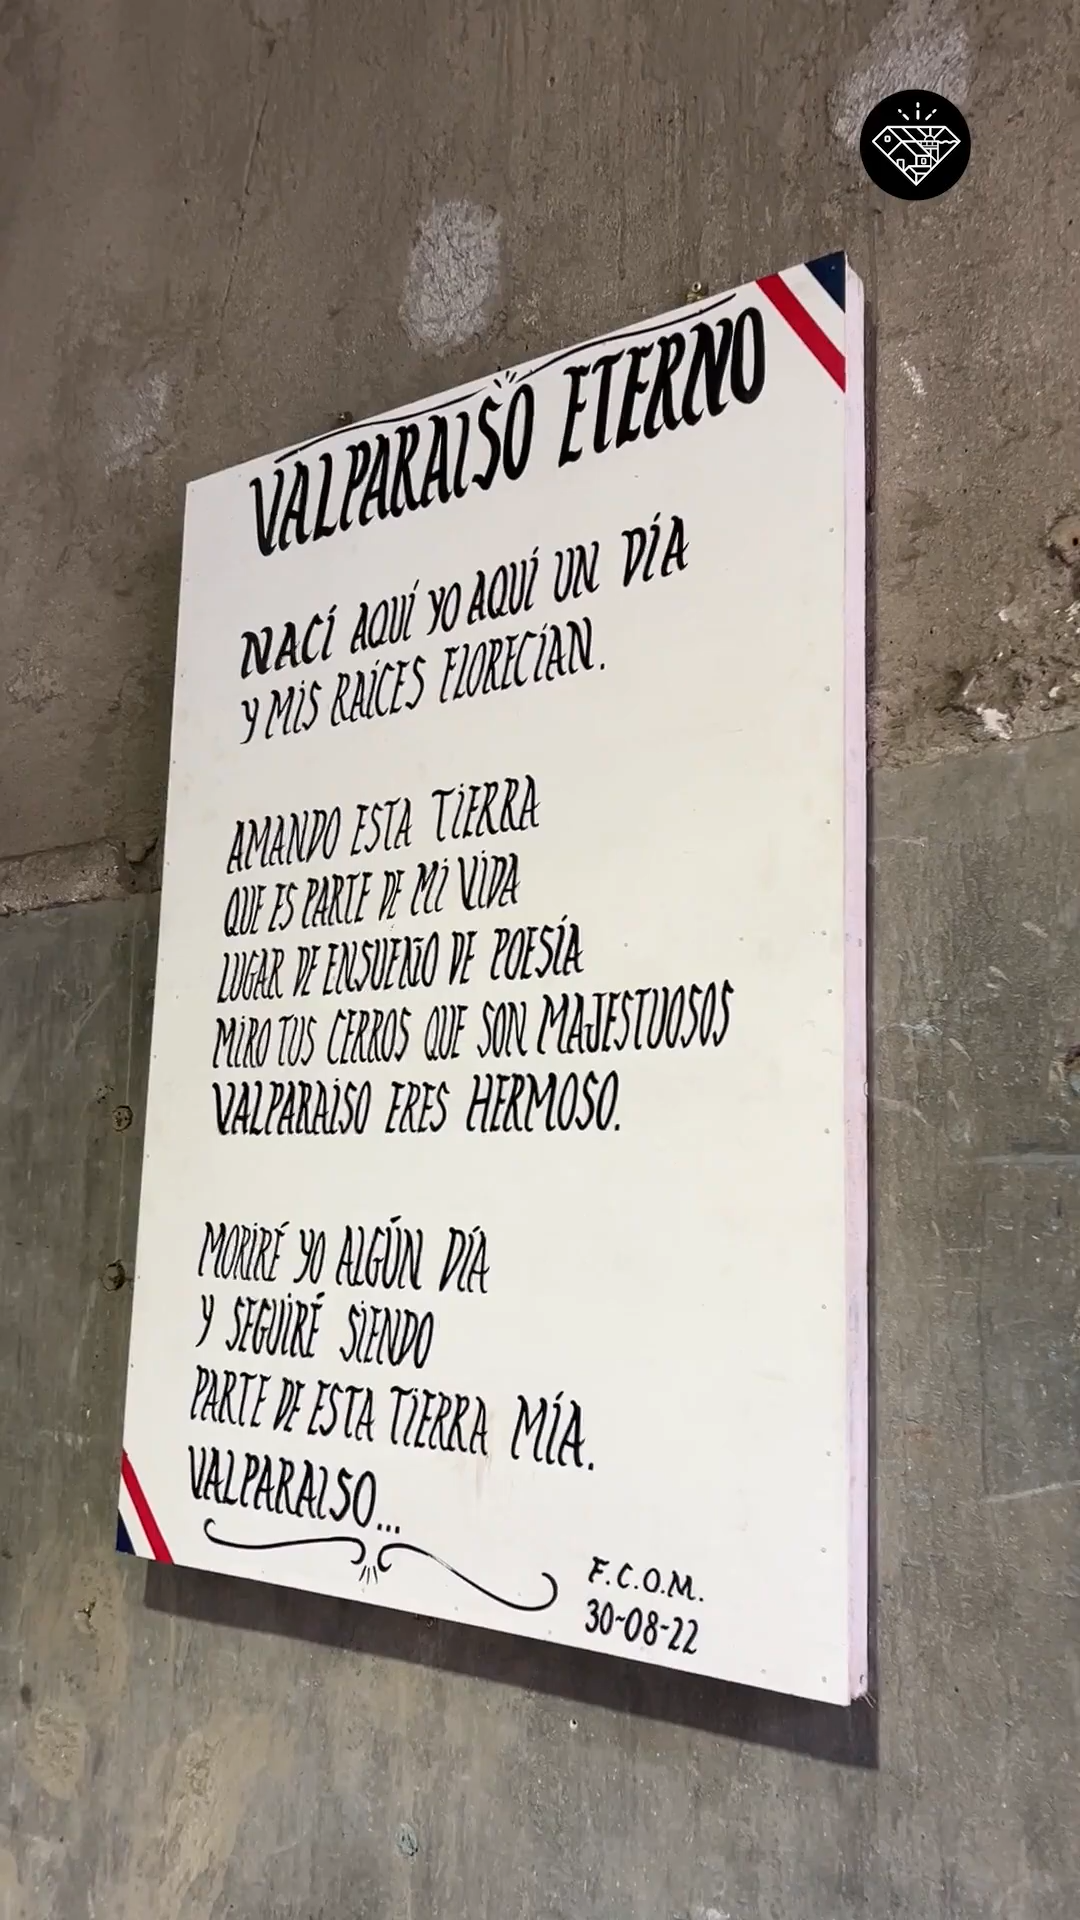 VALPARAISO ETERNO
NACÍ AQUÍ YO AQUÍ UN DÍA
Y MIS RAÍCES FLORECÍAN.
AMANDO ESTA TIERRA
QUE ES PARTE DE MI VIDA
LUGAR DE ENSUEÑO DE POESÍA
MIRO TUS CERROS QUE SON MAJESTUOSOS
VALPARAISO ERES HERMOSO.
MORIRÉ YO ALGÚN DÍA
Y SEGUIRÉ SIENDO
PARTE DE ESTA TIERRA MÍA.
VALPARAISO...
F.C.O.M.
30-08-22